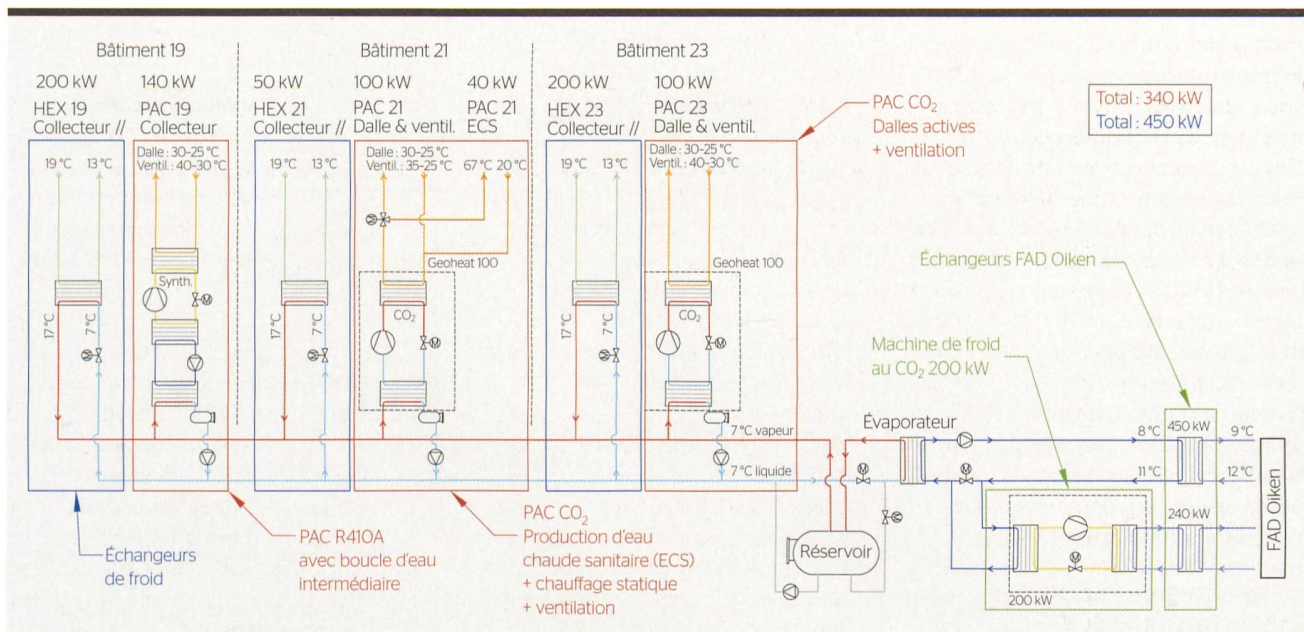 Bâtiment 19
Bâtiment 21
Bâtiment 23
200 kW
HEX 19
Collecteur //
140 kW
PAC 19
Collecteur
50 kW
HEX 21
Collecteur //
100 kW
PAC 21
Dalle & ventil.
40 kW
PAC 21
ECS
200 kW
HEX 23
Collecteur //
100 kW
PAC 23
Dalle & ventil.
PAC CO₂
Dalles actives
+ ventilation
Total : 340 kW
Total : 450 kW
19 °C
13 °C
Dalle : 30–25 °C
Ventil. : 40–30 °C
19 °C
13 °C
Dalle : 30–25 °C
Ventil. : 35–25 °C
67 °C
20 °C
19 °C
13 °C
Dalle : 30–25 °C
Ventil. : 40–30 °C
M
Geoheat 100
Geoheat 100
Échangeurs FAD Oiken
Synth.
M
CO₂
CO₂
17 °C
7 °C
M
17 °C
7 °C
M
M
17 °C
7 °C
M
M
Machine de froid
au CO₂ 200 kW
7 °C vapeur
7 °C liquide
Évaporateur
M
M
M
8 °C
11 °C
450 kW
9 °C
12 °C
240 kW
FAD Oiken
Réservoir
M
200 kW
Échangeurs
de froid
PAC R410A
avec boucle d'eau
intermédiaire
PAC CO₂
Production d'eau
chaude sanitaire (ECS)
+ chauffage statique
+ ventilation